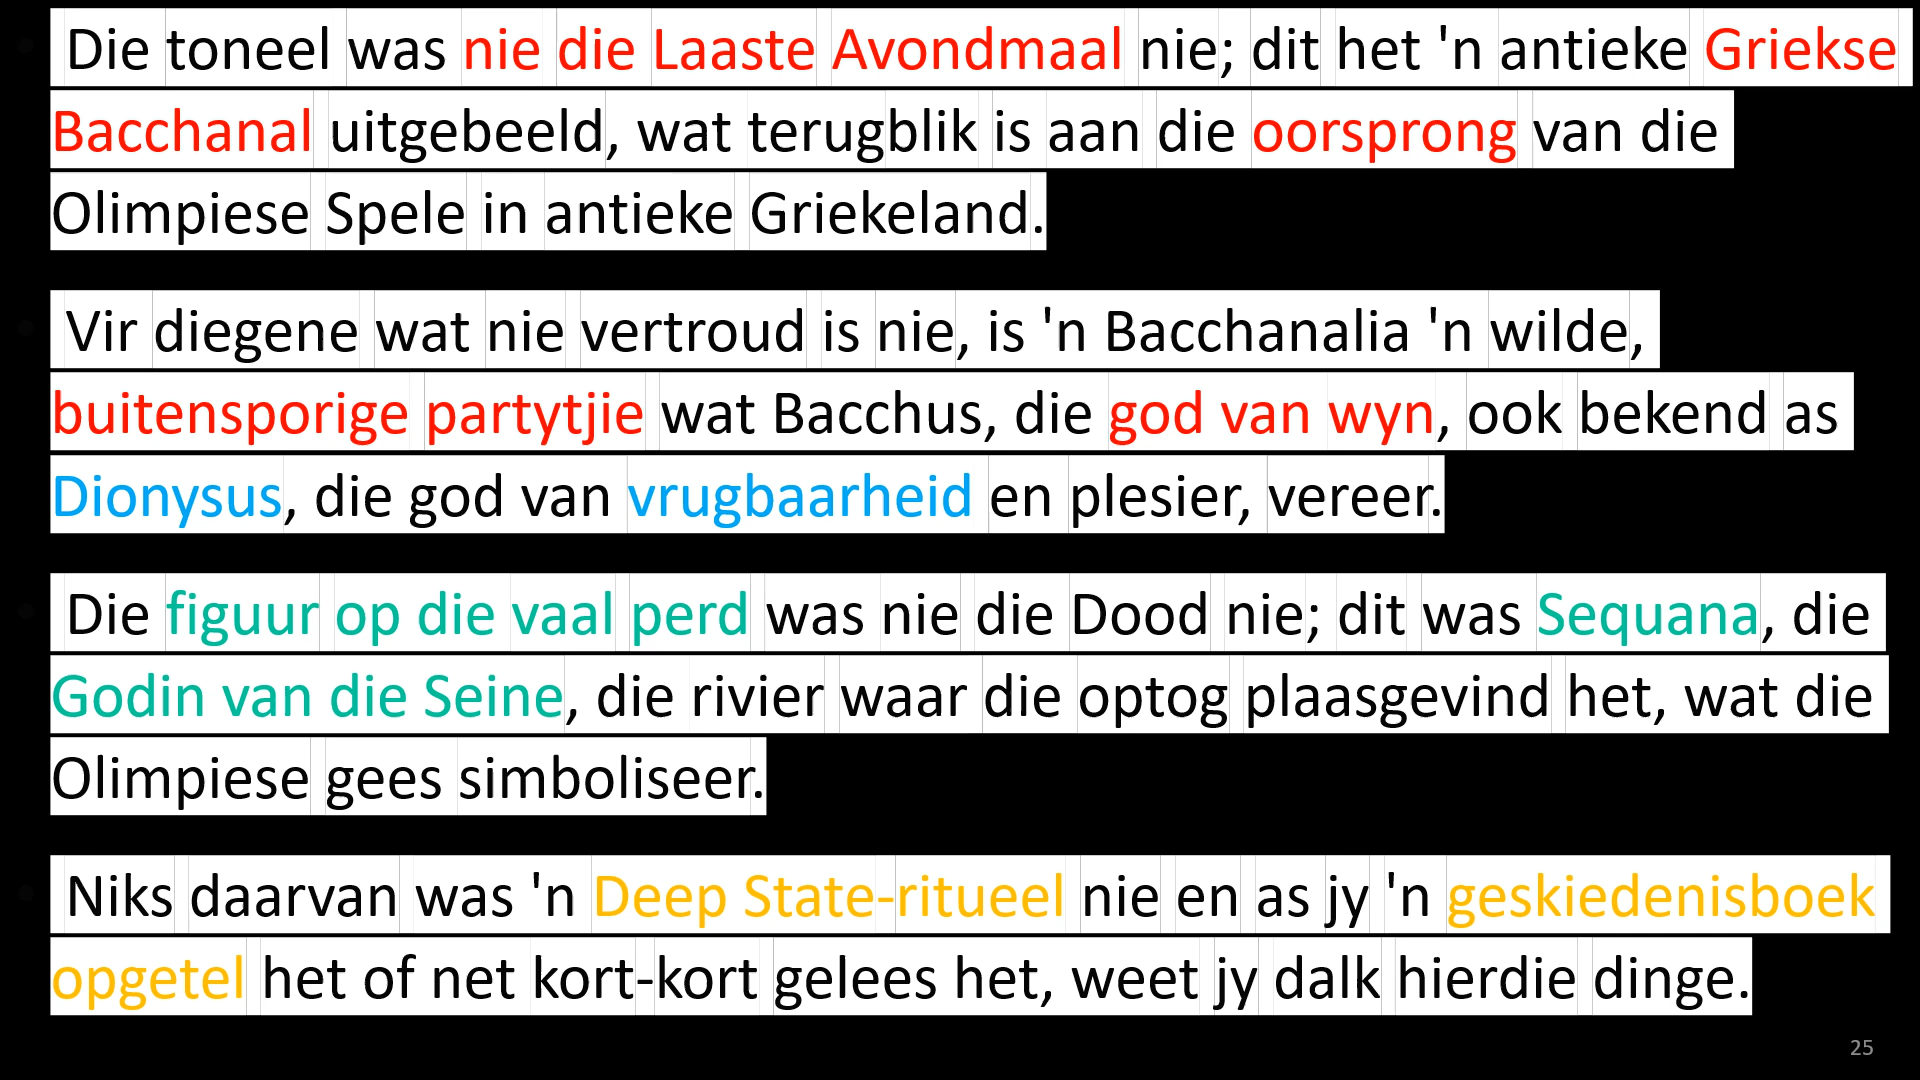 Die toneel was nie die Laaste Avondmaal nie; dit het 'n antieke Griekse
Bacchanal uitgebeeld, wat terugblik is aan die oorsprong van die
Olimpiese Spele in antieke Griekeland.
Vir diegene wat nie vertroud is nie, is 'n Bacchanalia 'n wilde,
buitensporige partytjie wat Bacchus, die god van wyn, ook bekend as
Dionysus, die god van vrugbaarheid en plesier, vereer.
Die figuur op die vaal perd was nie die Dood nie; dit was Sequana, die
Godin van die Seine, die rivier waar die optog plaasgevind het, wat die
Olimpiese gees simboliseer.
Niks daarvan was 'n Deep State-ritueel nie en as jy 'n geskiedenisboek
opgetel het of net kort-kort gelees het, weet jy dalk hierdie dinge.
25